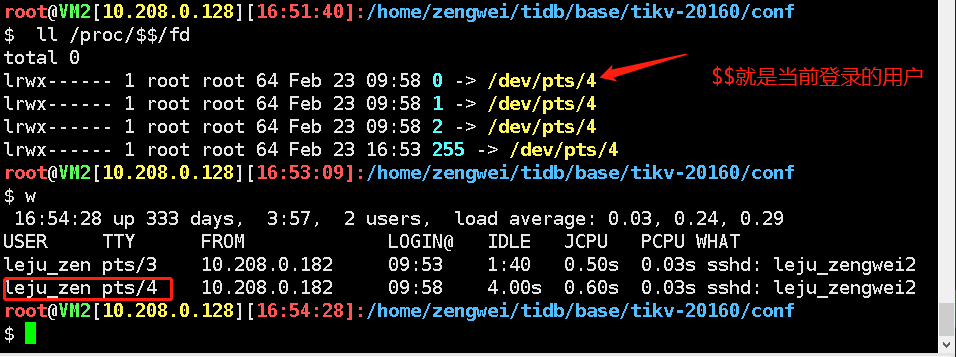 root@VM2[10.208.0.128][16:51:40]:/home/zengwei/tidb/base/tikv-20160/conf
$  ll /proc/$$/fd
total 0
lrwx------ 1 root root 64 Feb 23 09:58 0 -> /dev/pts/4
$$就是当前登录的用户
lrwx------ 1 root root 64 Feb 23 09:58 1 -> /dev/pts/4
lrwx------ 1 root root 64 Feb 23 09:58 2 -> /dev/pts/4
lrwx------ 1 root root 64 Feb 23 16:53 255 -> /dev/pts/4
root@VM2[10.208.0.128][16:53:09]:/home/zengwei/tidb/base/tikv-20160/conf
$ w
 16:54:28 up 333 days,  3:57,  2 users,  load average: 0.03, 0.24, 0.29
USER     TTY      FROM             LOGIN@   IDLE   JCPU   PCPU WHAT
leju_zen pts/3    10.208.0.182     09:53    1:40   0.50s  0.03s sshd: leju_zengwei2
leju_zen pts/4    10.208.0.182     09:58    4.00s  0.60s  0.03s sshd: leju_zengwei2
root@VM2[10.208.0.128][16:54:28]:/home/zengwei/tidb/base/tikv-20160/conf
$